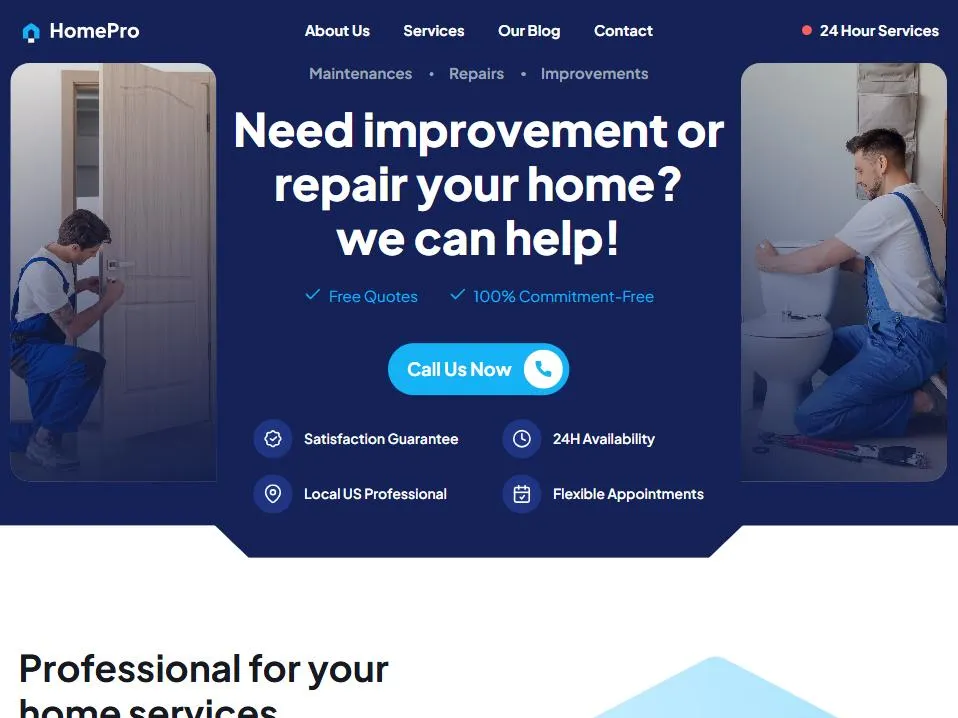 HomePro
About Us Services Our Blog Contact
24 Hour Services
Maintenances • Repairs • Improvements
Need improvement or
repair your home?
we can help!
Free Quotes 100% Commitment-Free
Call Us Now
Satisfaction Guarantee 24H Availability
Local US Professional Flexible Appointments
Professional for your
home services